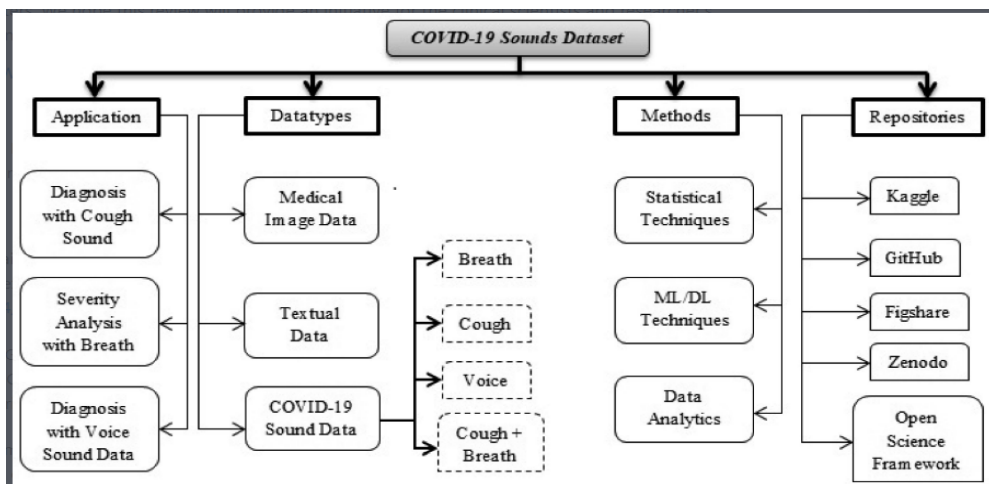 COVID-19 Sounds Dataset
Application
Datatypes
Methods
Repositories
Diagnosis
with Cough
Sound
Severity
Analysis
with Breath
Diagnosis
with Voice
Sound Data
Medical
Image Data
Textual
Data
COVID-19
Sound Data
Breath
Cough
Voice
Cough +
Breath
Statistical
Techniques
ML/DL
Techniques
Data
Analytics
Kaggle
GitHub
Figshare
Zenodo
Open
Science
Framework